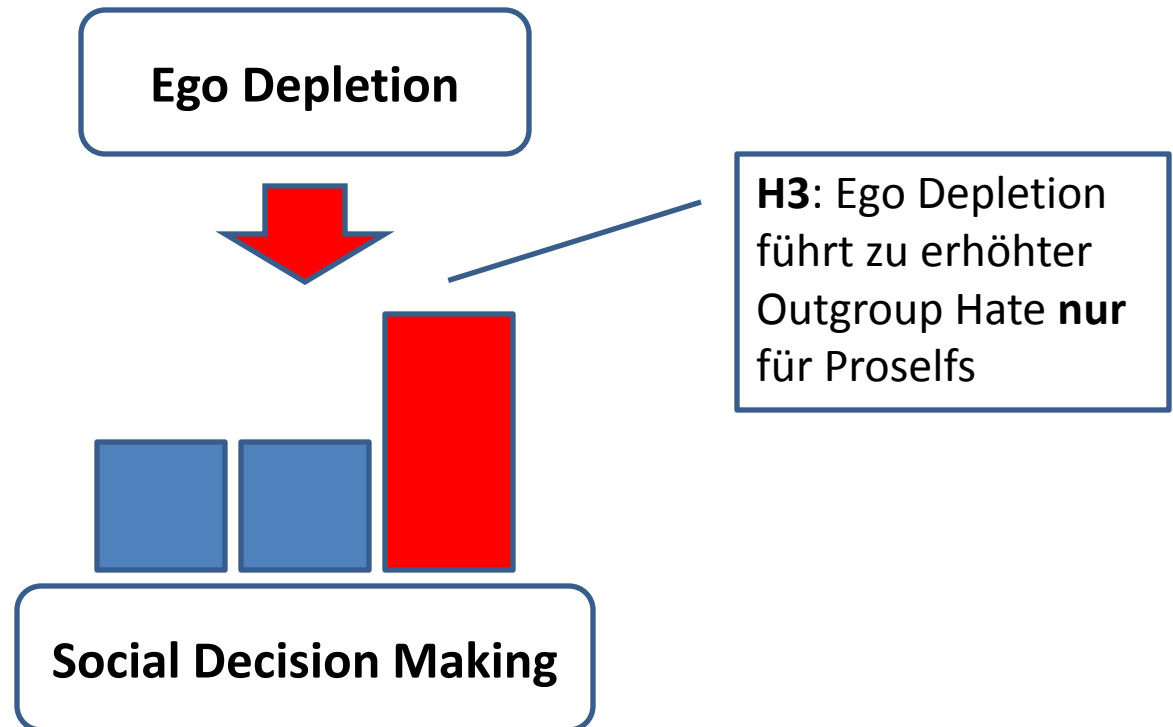 Ego Depletion
H3: Ego Depletion
führt zu erhöhter
Outgroup Hate nur
für Proselfs
Social Decision Making